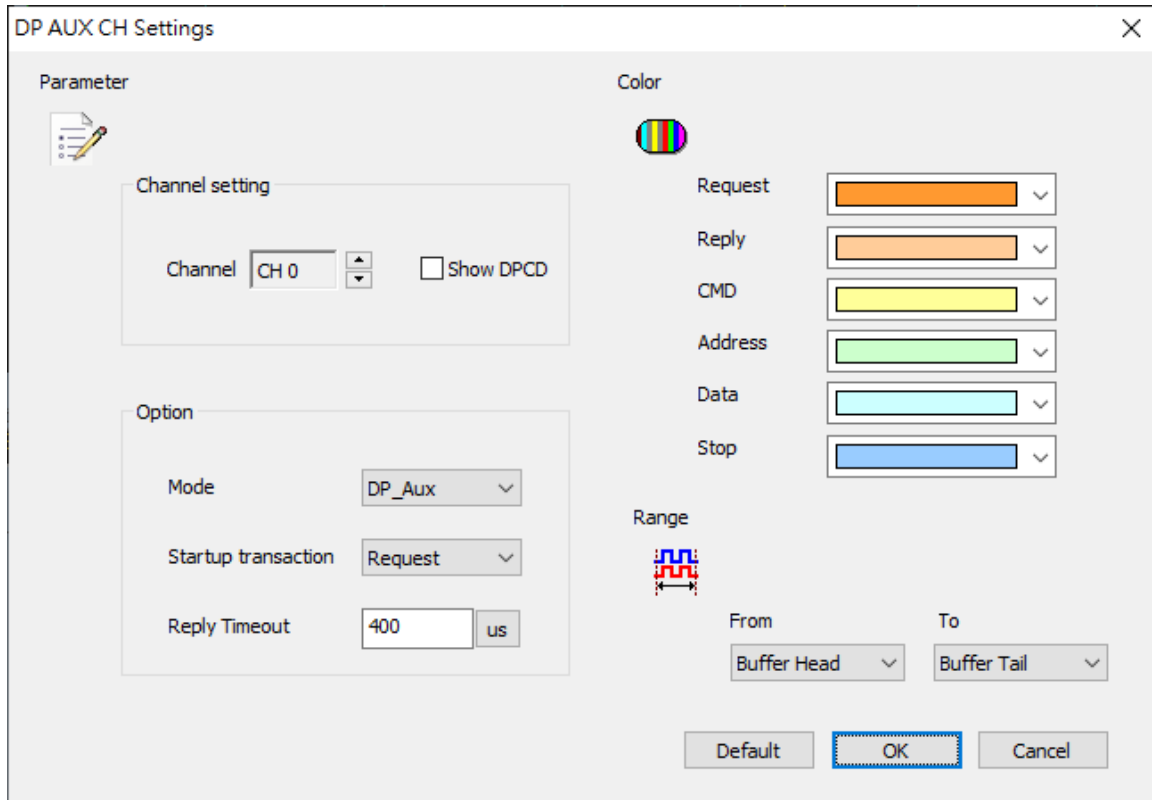 DP AUX CH Settings
Parameter
Channel setting
Channel CH 0 Show DPCD
Option
Mode DP_Aux
Startup transaction Request
Reply Timeout 400 us
Color
Request
Reply
CMD
Address
Data
Stop
Range
From To
Buffer Head Buffer Tail
Default OK Cancel